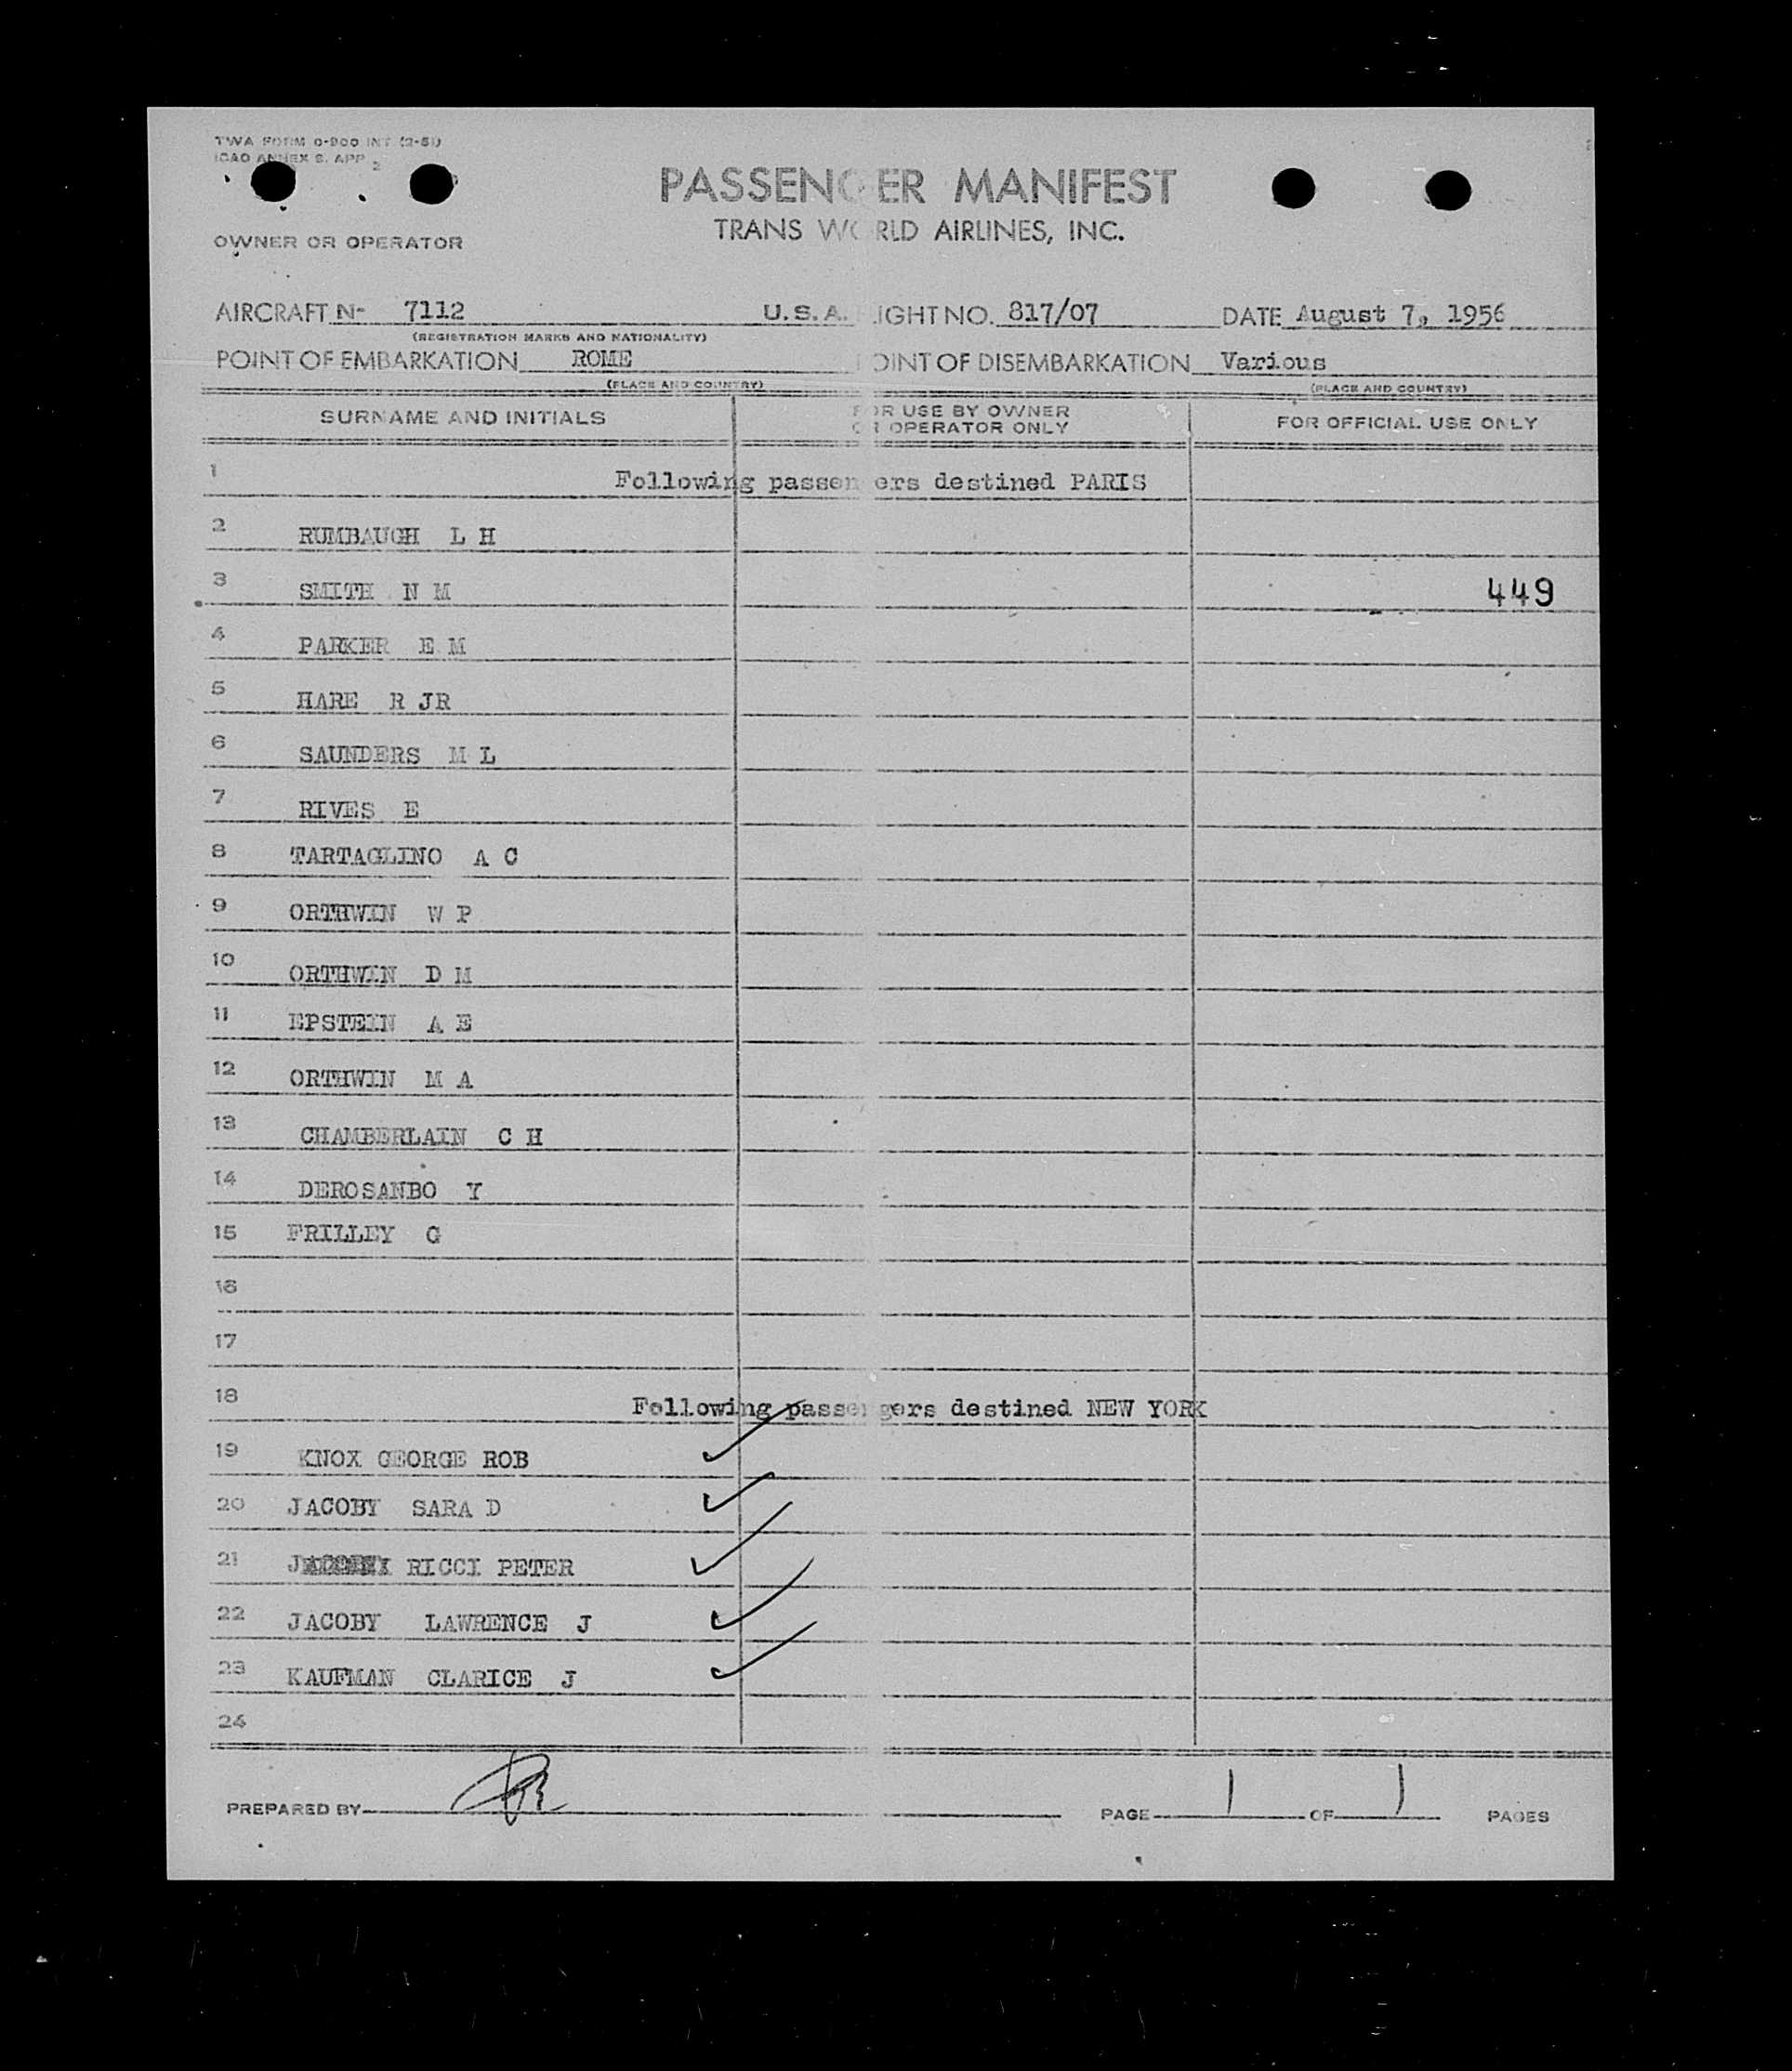 TWA FORM 0-900 INT (2-51)
ICAO ANNEX 9. APP 2
PASSENGER MANIFEST
TRANS WORLD AIRLINES, INC.
OWNER OR OPERATOR
AIRCRAFT N- 7112 U.S.A. FLIGHT NO. 817/07 DATE August 7, 1956
(REGISTRATION MARKS AND NATIONALITY)
POINT OF EMBARKATION ROME POINT OF DISEMBARKATION Various
(PLACE AND COUNTRY) (PLACE AND COUNTRY)
SURNAME AND INITIALS FOR USE BY OWNER OR OPERATOR ONLY FOR OFFICIAL USE ONLY
1 Following passengers destined PARIS
2 RUMBAUGH L H
3 SMITH N M 449
4 PARKER E M
5 HARE R JR
6 SAUNDERS M L
7 RIVES E
8 TARTAGLINO A C
9 ORTHWIN W P
10 ORTHWIN D M
11 EPSTEIN A E
12 ORTHWIN M A
13 CHAMBERLAIN C H
14 DEROSANBO Y
15 FRILLEY G
16
17
18 Following passengers destined NEW YORK
19 KNOX GEORGE ROB
20 JACOBY SARA D
21 RICCI PETER
22 JACOBY LAWRENCE J
23 KAUFMAN CLARICE J
24
PREPARED BY PAGE 1 OF 1 PAGES